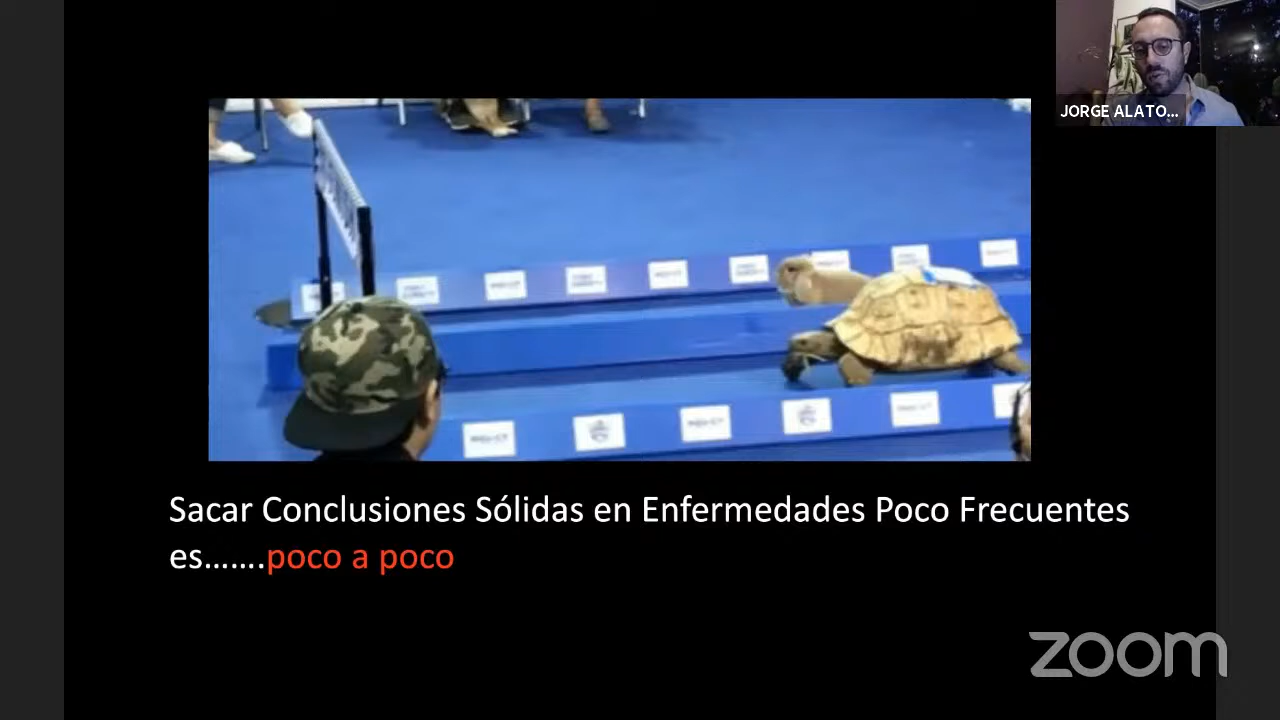 JORGE ALATO...
Sacar Conclusiones Sólidas en Enfermedades Poco Frecuentes
es.......poco a poco
zoom